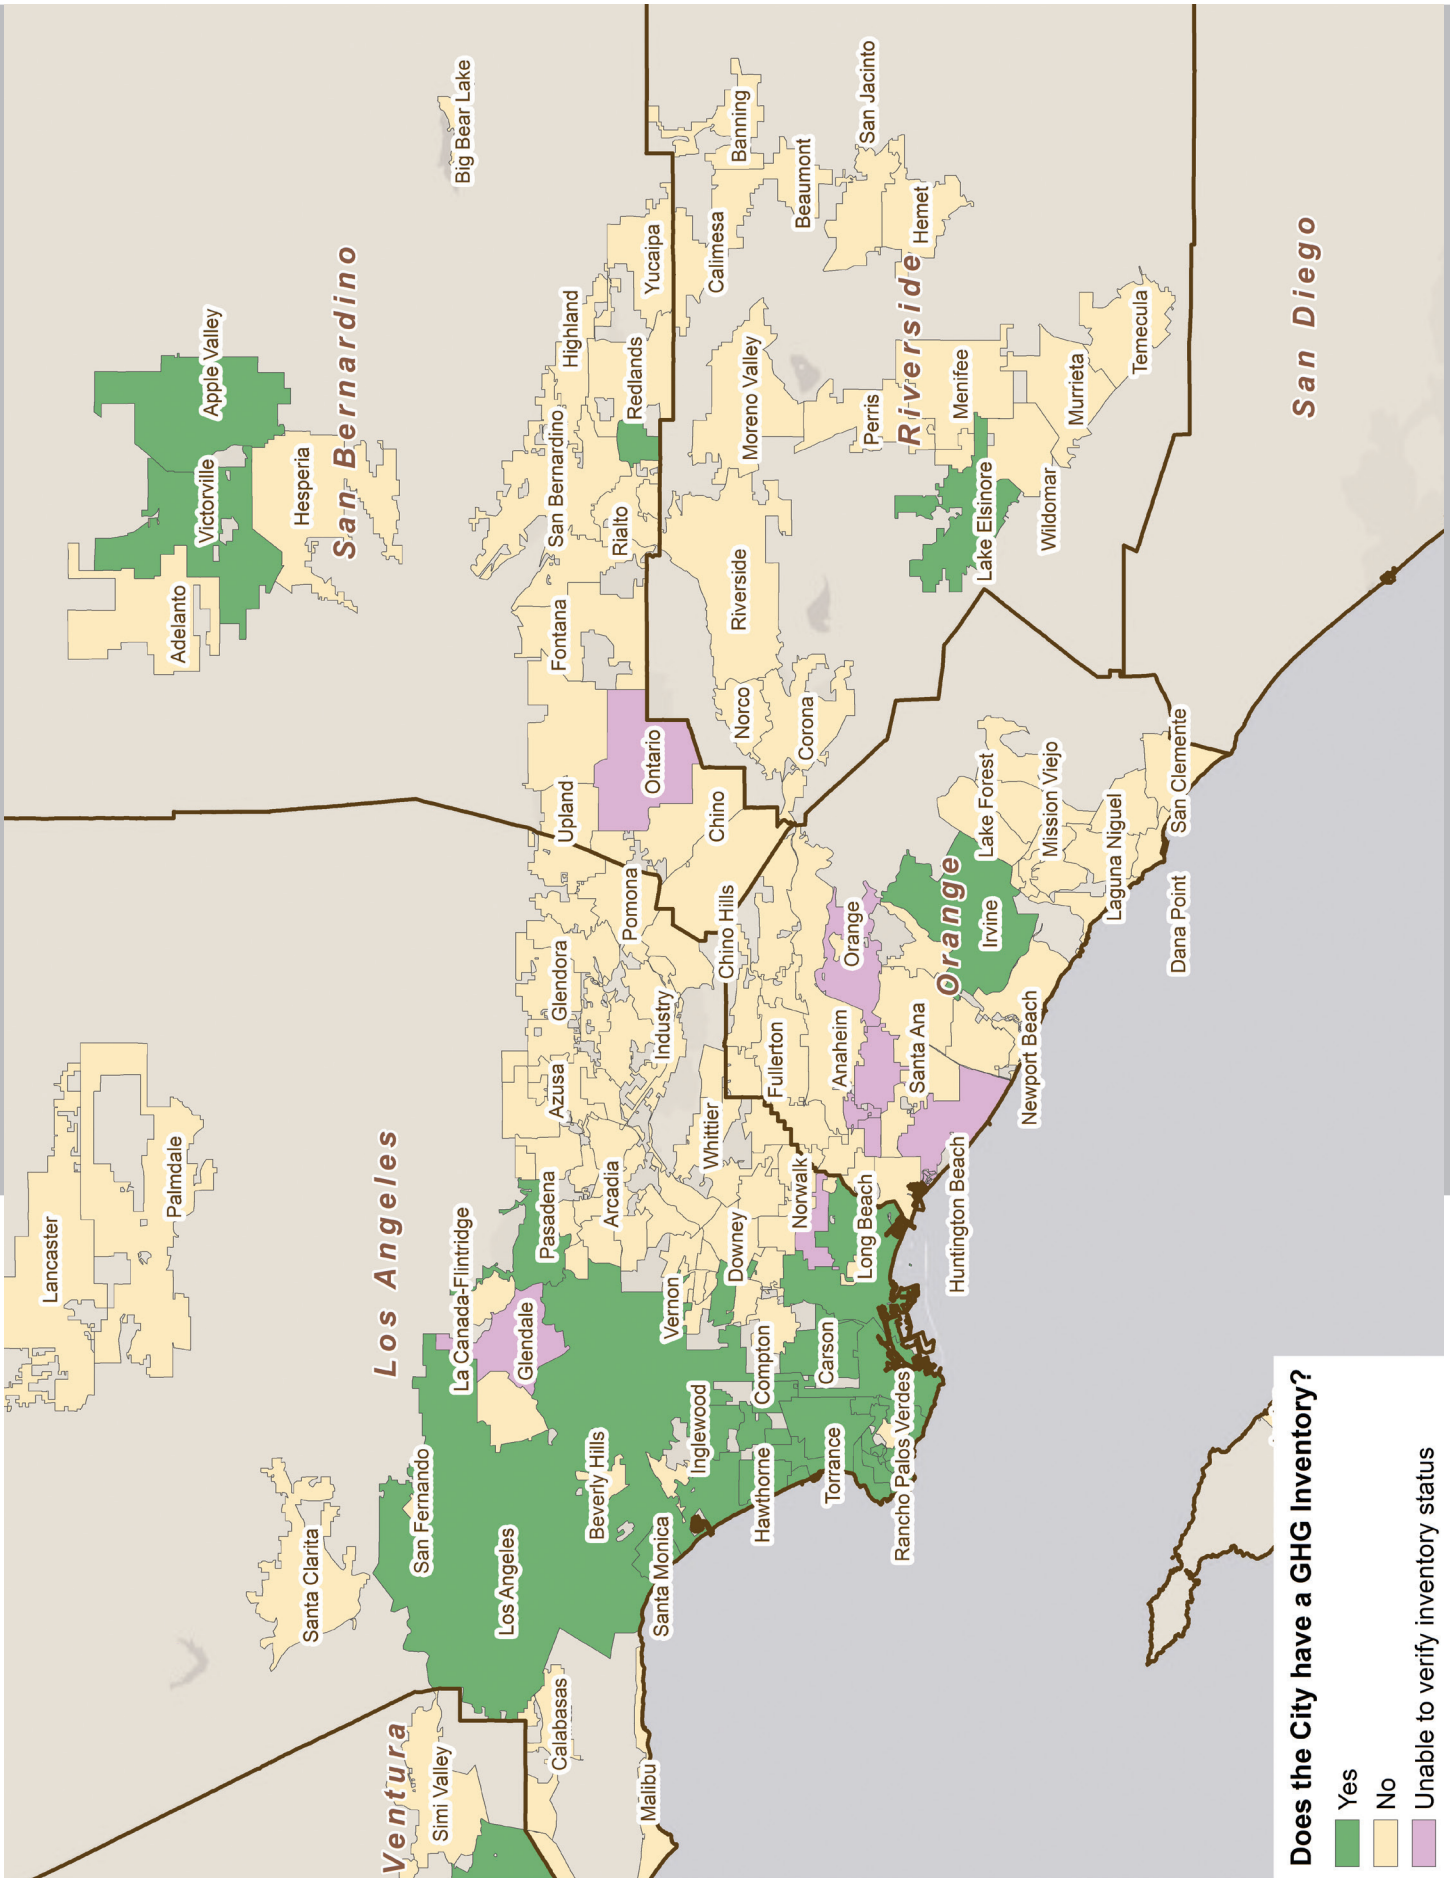 Lancaster
Palmdale
Adelanto
Victorville
Apple Valley
Hesperia
San Bernardino
Big Bear Lake
Los Angeles
Santa Clarita
Ventura
Simi Valley
San Fernando
La Canada-Flintridge
Los Angeles
Glendale
Pasadena
Azusa
Glendora
Upland
Fontana
San Bernardino
Highland
Calabasas
Beverly Hills
Arcadia
Pomona
Rialto
Redlands
Yucaipa
Malibu
Santa Monica
Vernon
Industry
Ontario
Inglewood
Whittier
Chino Hills
Chino
Calimesa
Hawthorne
Compton
Downey
Fullerton
Norco
Riverside
Moreno Valley
Banning
Torrance
Carson
Norwalk
Anaheim
Orange
Corona
Beaumont
Rancho Palos Verdes
Long Beach
Santa Ana
Perris
San Jacinto
Riverside
Hemet
Huntington Beach
Orange
Irvine
Lake Forest
Lake Elsinore
Menifee
Newport Beach
Mission Viejo
Wildomar
Murrieta
Laguna Niguel
Temecula
Dana Point
San Clemente
San Diego
Does the City have a GHG Inventory?
Yes
No
Unable to verify inventory status